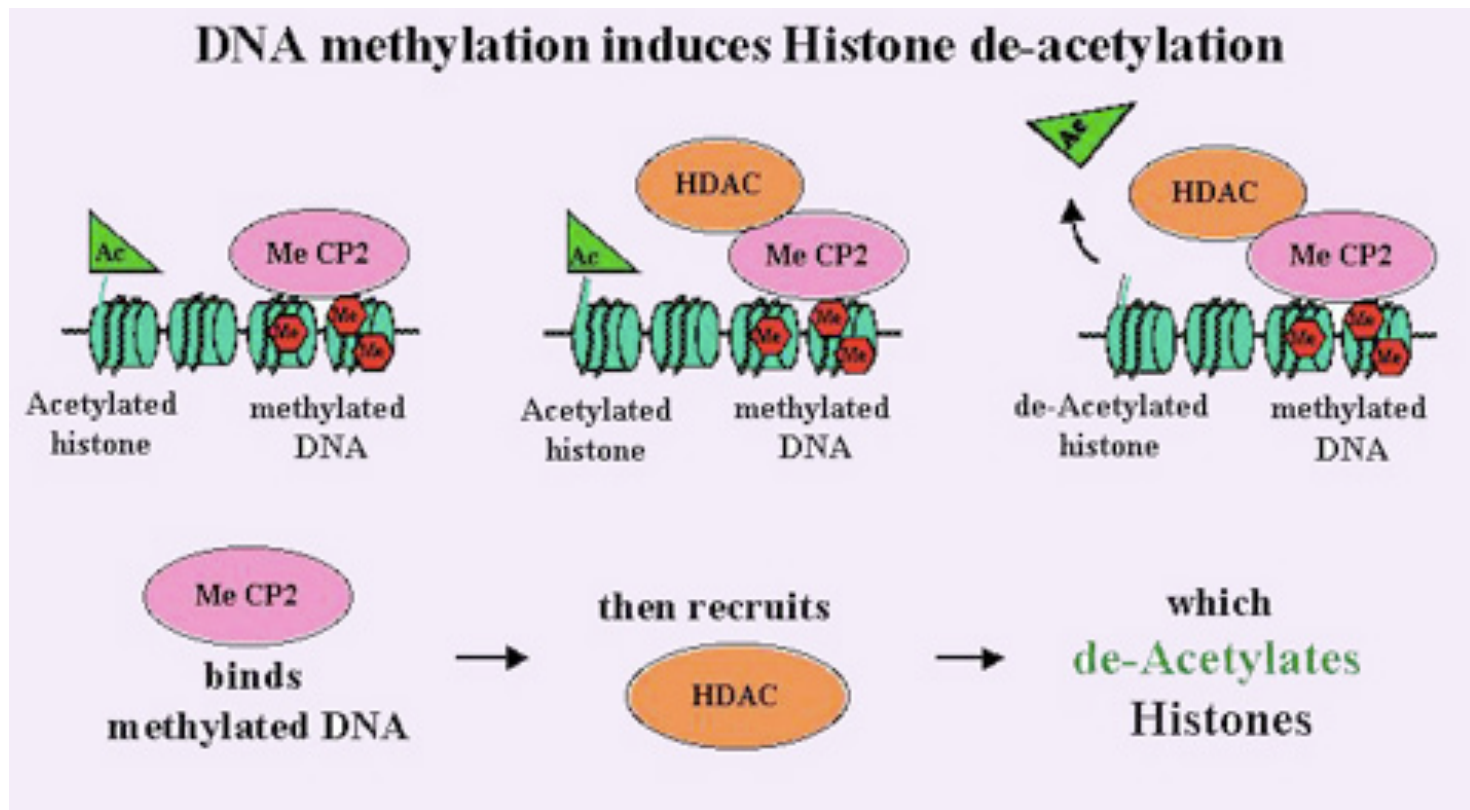 DNA methylation induces Histone de-acetylation
Ac
Me CP2
Me
Me
Me
Acetylated
histone
methylated
DNA
HDAC
Ac
Me CP2
Me
Me
Me
Acetylated
histone
methylated
DNA
Ac
HDAC
Me CP2
Me
Me
Me
de-Acetylated
histone
methylated
DNA
Me CP2
binds
methylated DNA
then recruits
HDAC
which
de-Acetylates
Histones